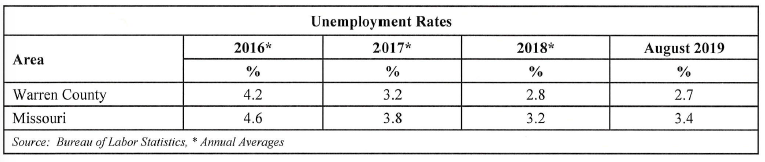 Unemployment Rates
Area 2016* 2017* 2018* August 2019
% % % %
Warren County 4.2 3.2 2.8 2.7
Missouri 4.6 3.8 3.2 3.4
Source: Bureau of Labor Statistics, * Annual Averages